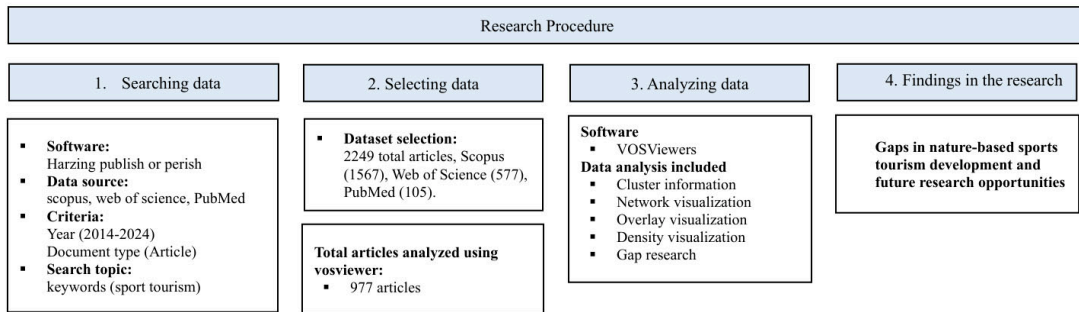 Research Procedure
1. Searching data
▪ Software:
Harzing publish or perish
▪ Data source:
scopus, web of science, PubMed
▪ Criteria:
Year (2014-2024)
Document type (Article)
▪ Search topic:
keywords (sport tourism)
2. Selecting data
▪ Dataset selection:
2249 total articles, Scopus
(1567), Web of Science (577),
PubMed (105).
Total articles analyzed using
vosviewer:
▪ 977 articles
3. Analyzing data
Software
▪ VOSViewers
Data analysis included
▪ Cluster information
▪ Network visualization
▪ Overlay visualization
▪ Density visualization
▪ Gap research
4. Findings in the research
Gaps in nature-based sports
tourism development and
future research opportunities